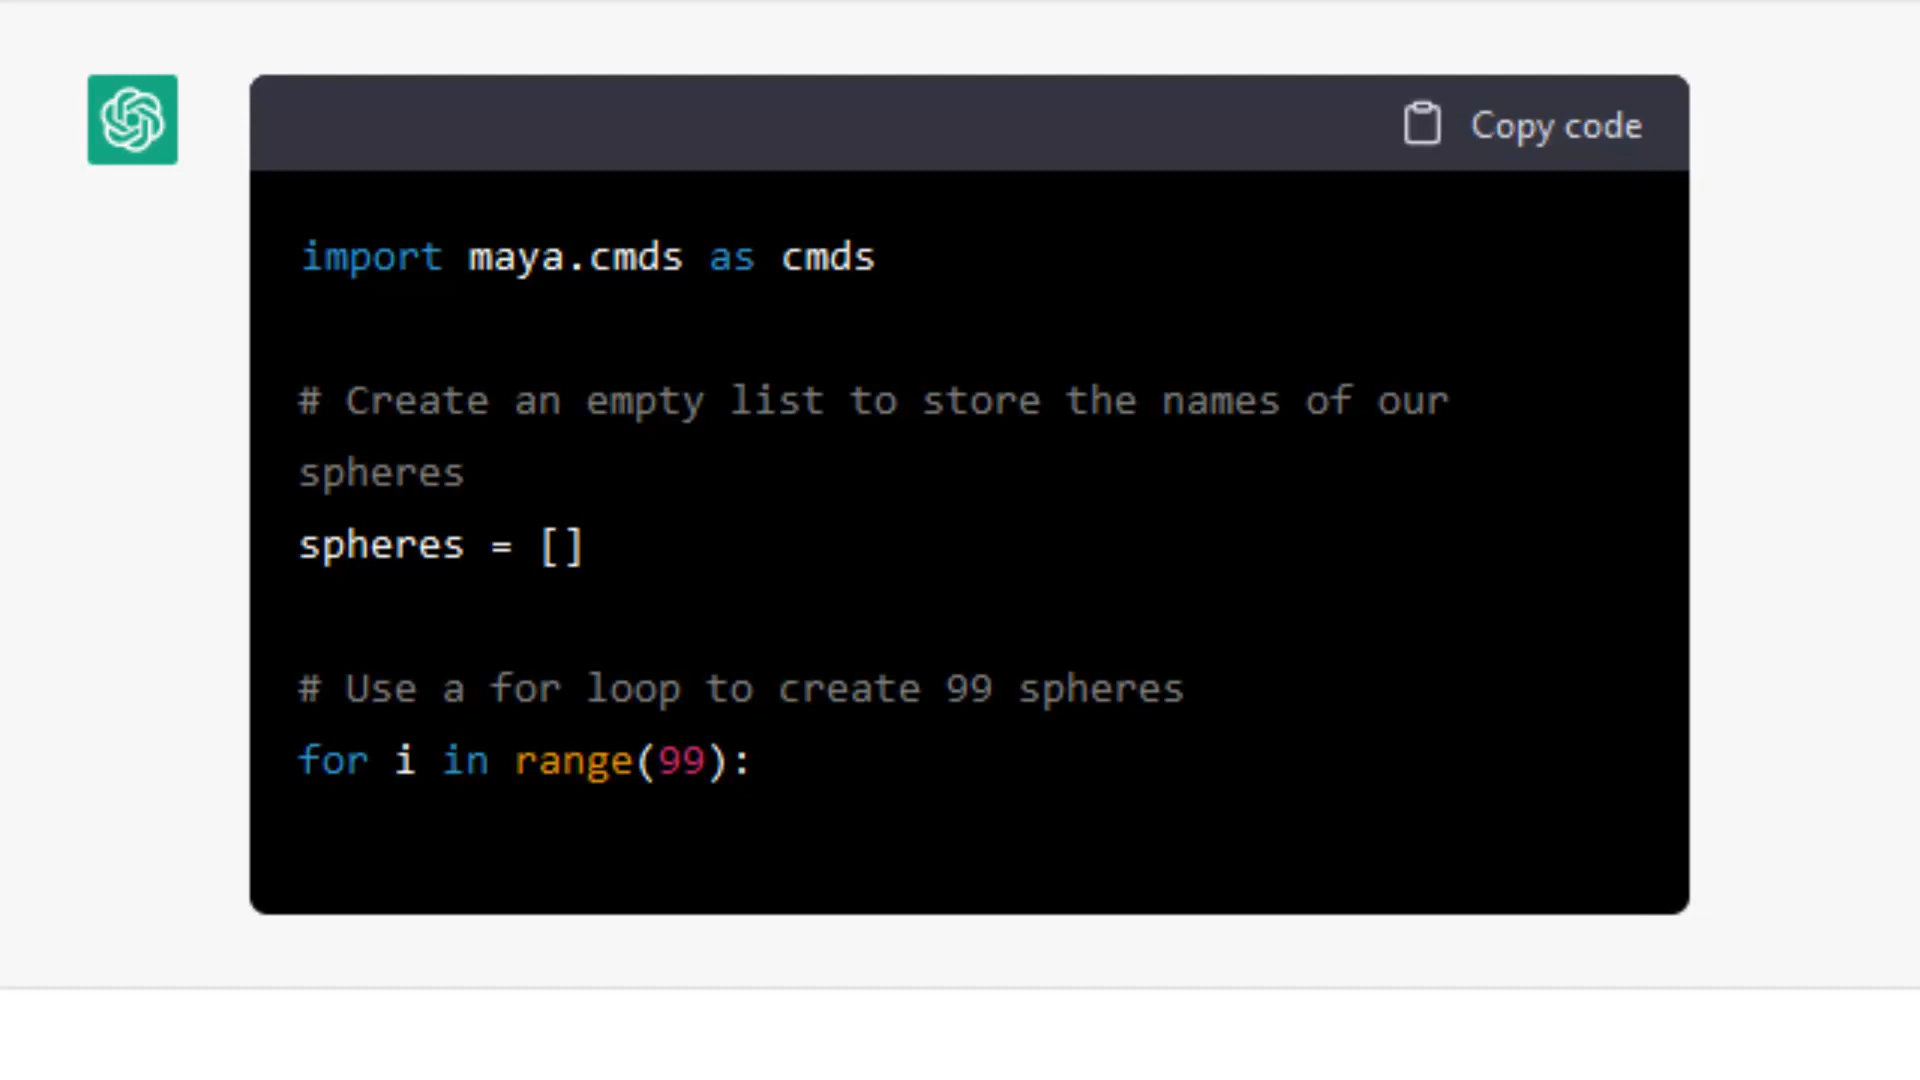 Copy code
import maya.cmds as cmds
# Create an empty list to store the names of our
spheres
spheres = []
# Use a for loop to create 99 spheres
for i in range(99):